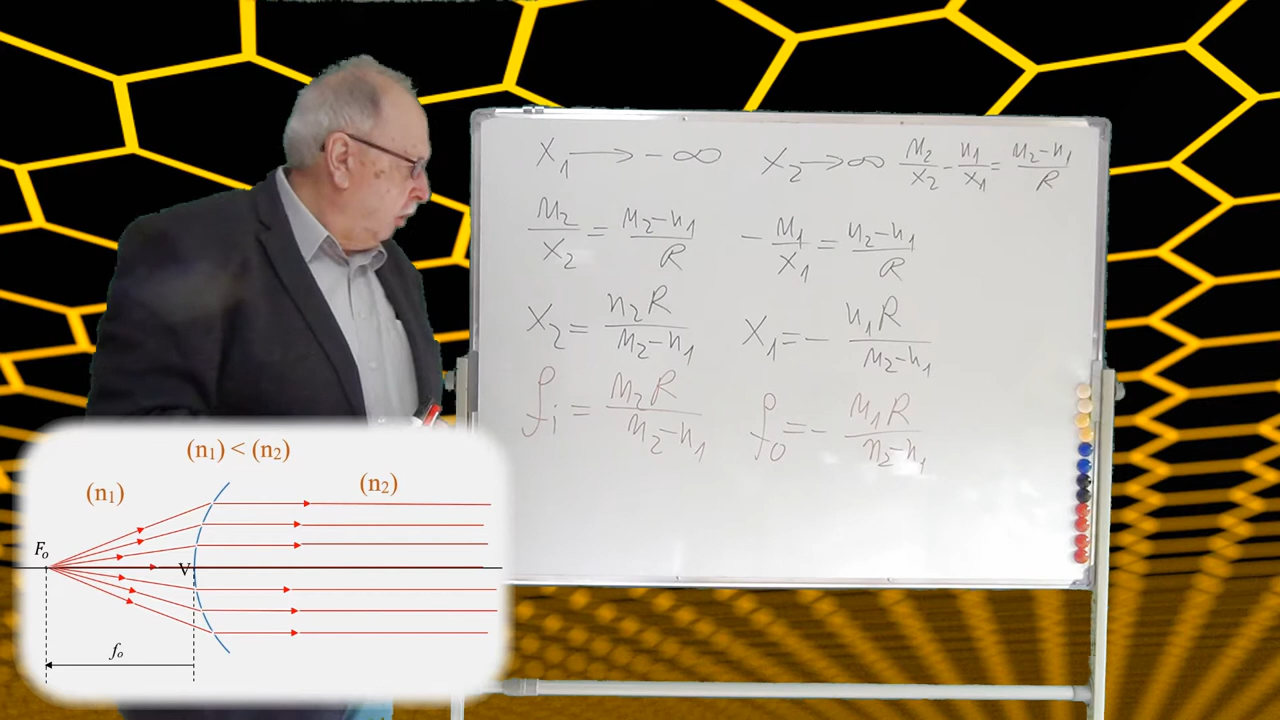 X₁ ⟶ − ∞ X₂ → ∞ n₂/X₂ − n₁/X₁ = n₂−n₁/R
n₂/X₂ = n₂−n₁/R − n₁/X₁ = n₂−n₁/R
X₂ = n₂R/n₂−n₁ X₁ = − n₁R/n₂−n₁
fᵢ = n₂R/n₂−n₁ fₒ = − n₁R/n₂−n₁
(n₁) < (n₂)
(n₁) (n₂)
Fₒ
V
fₒ